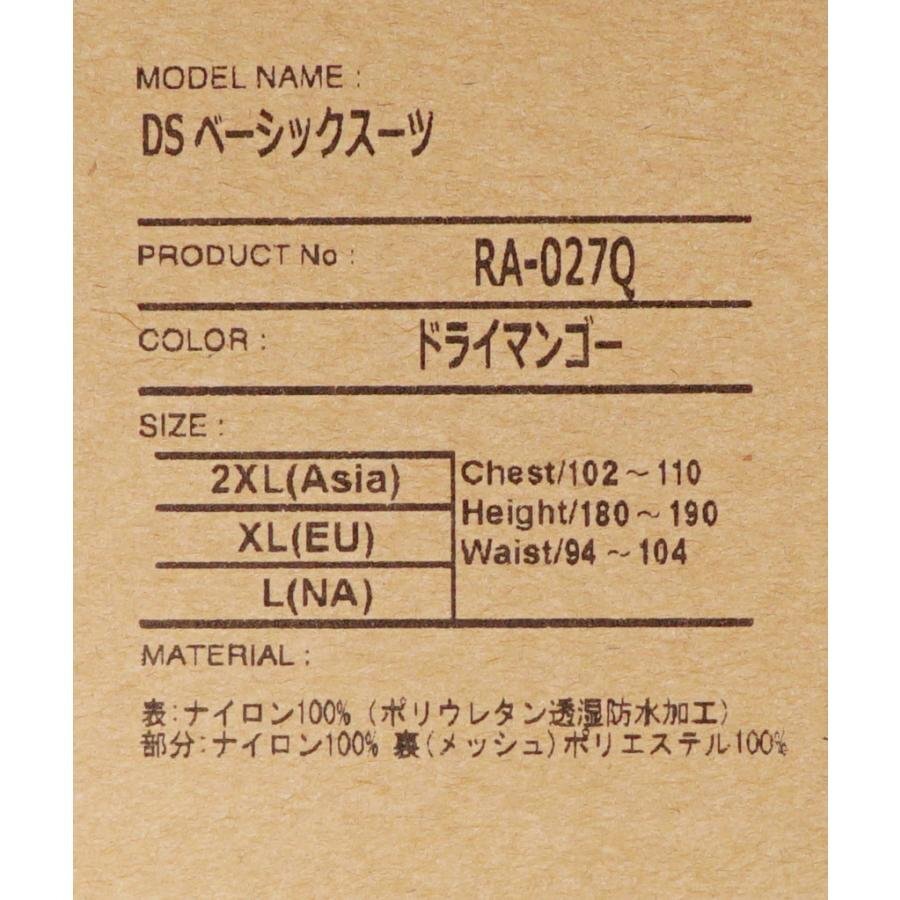 MODEL NAME :
DS ベーシックスーツ
PRODUCT No : RA-027Q
COLOR : ドライマンゴー
SIZE :
2XL(Asia)
XL(EU)
L(NA)
Chest/102～110
Height/180～190
Waist/94～104
MATERIAL :
表:ナイロン100% (ポリウレタン透湿防水加工)
部分:ナイロン100% 裏(メッシュ)ポリエステル100%